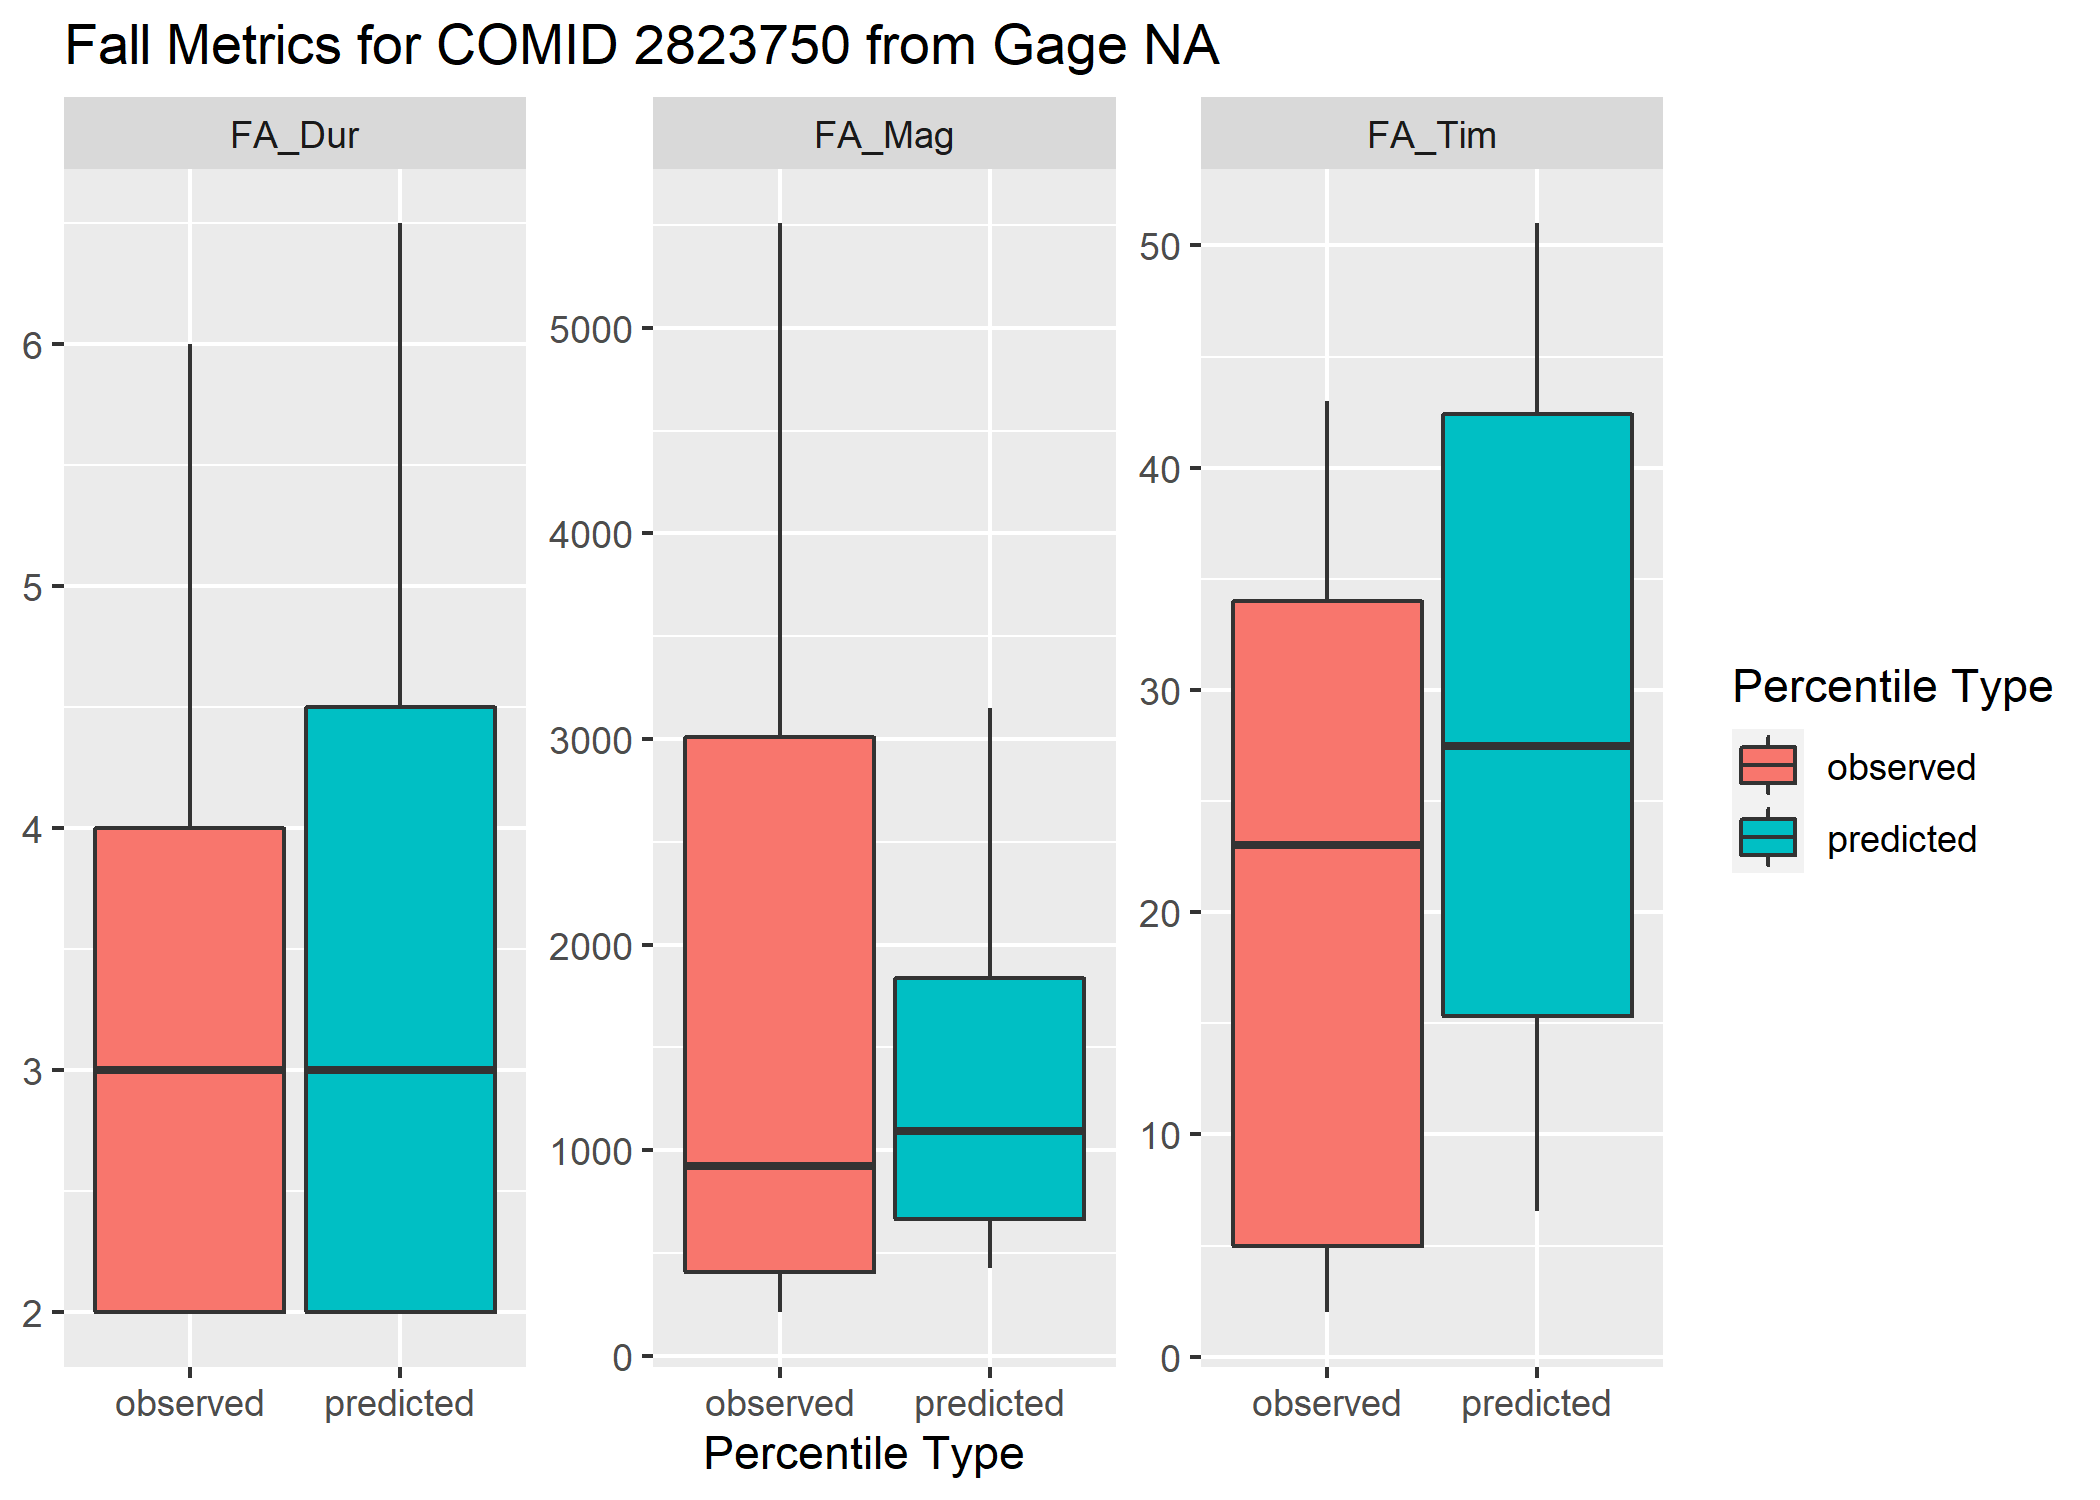 Fall Metrics for COMID 2823750 from Gage NA
FA_Dur
FA_Mag
FA_Tim
6
5
4
3
2
5000
4000
3000
2000
1000
0
50
40
30
20
10
0
observed
predicted
observed
predicted
observed
predicted
Percentile Type
Percentile Type
observed
predicted